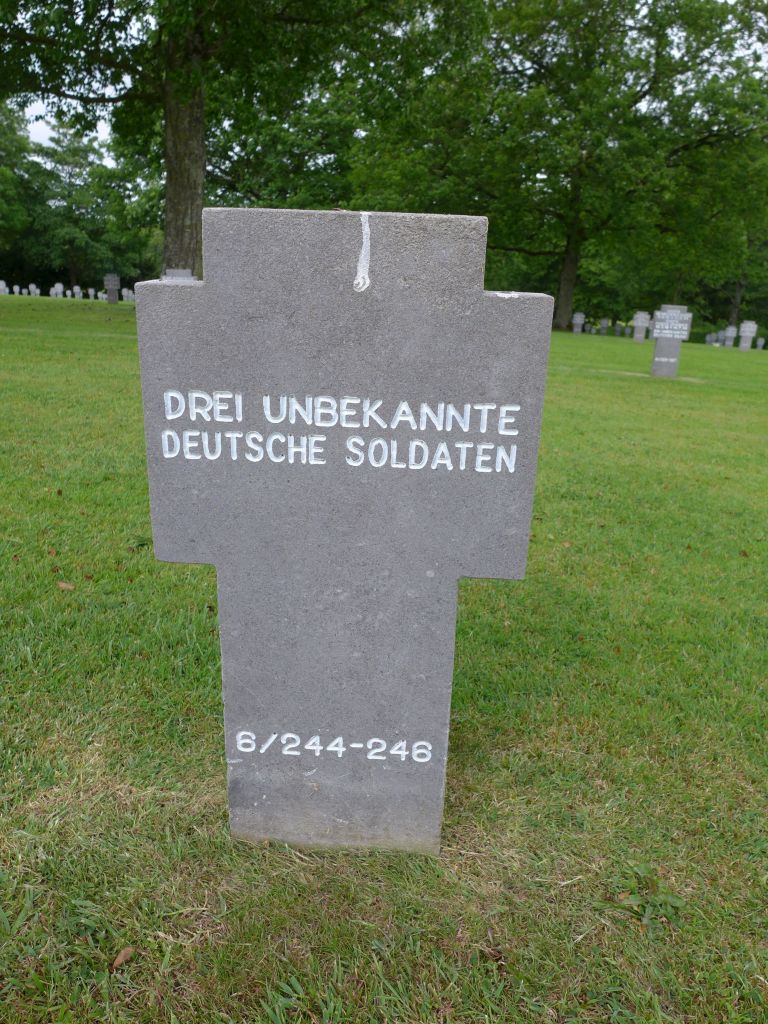 DREI UNBEKANNTE
DEUTSCHE SOLDATEN
6/244-246